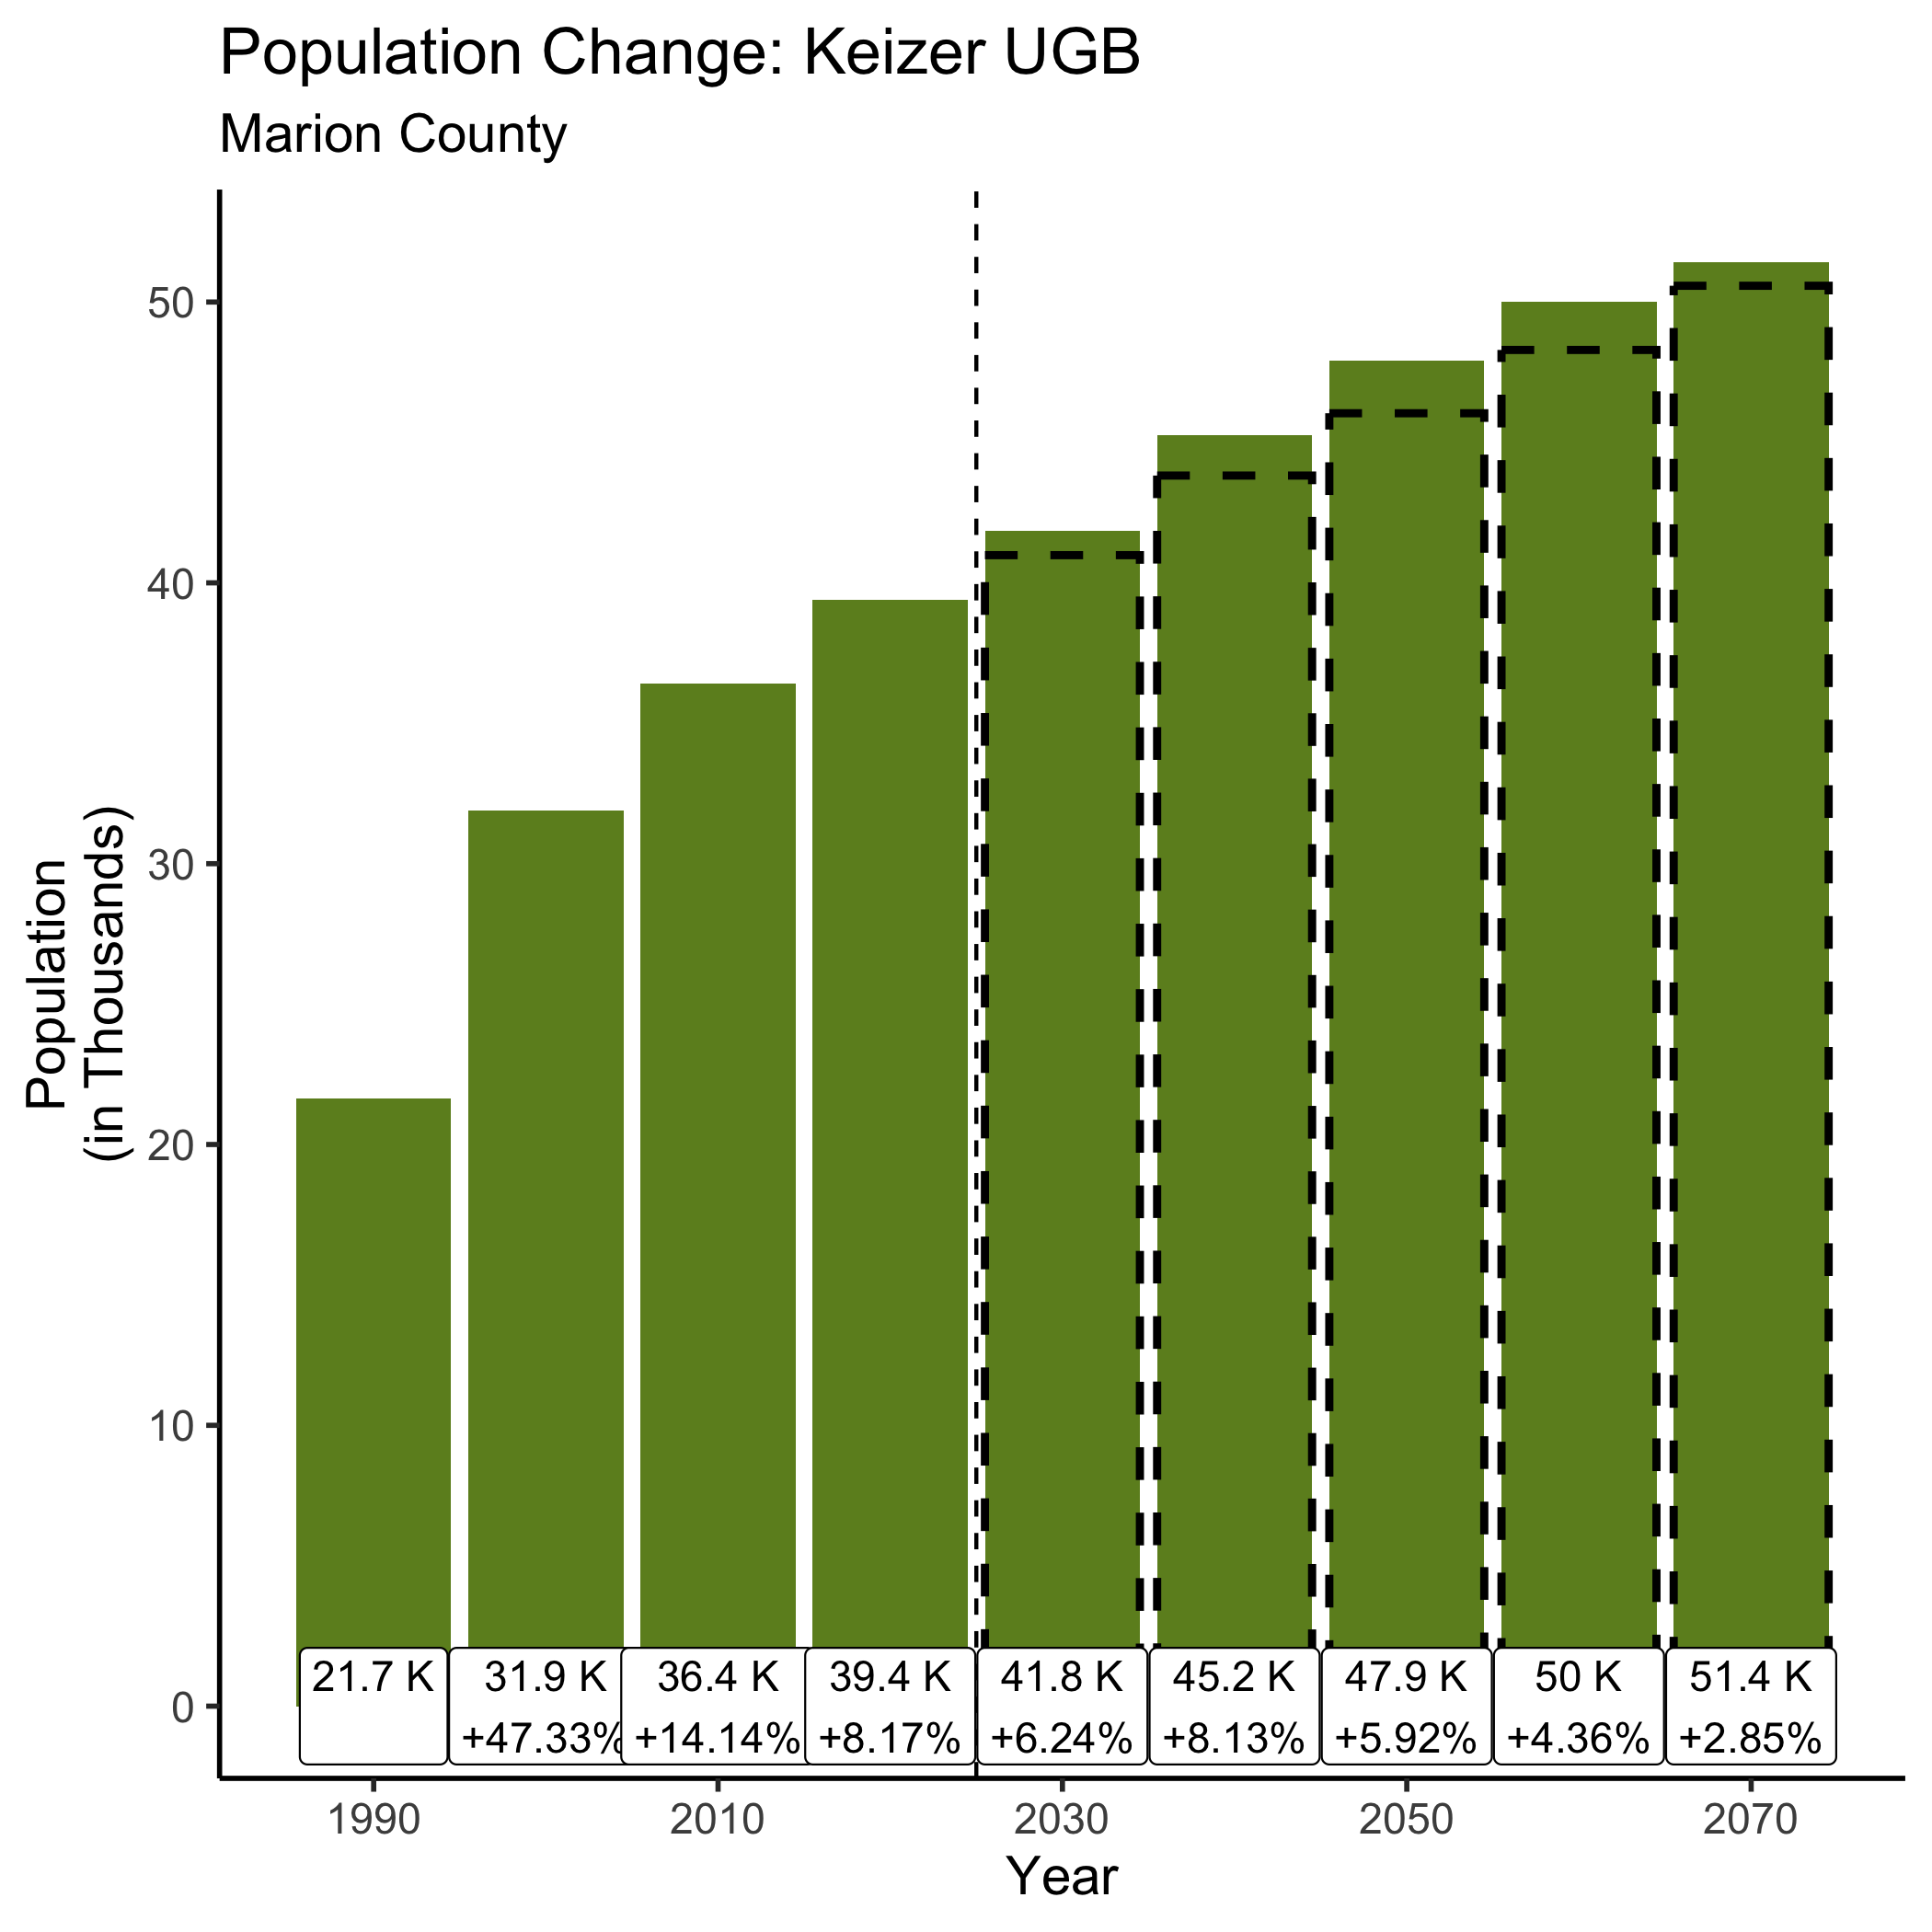 Population Change: Keizer UGB
Marion County
Population
(in Thousands)
50
40
30
20
10
0
21.7 K
31.9 K
+47.33%
36.4 K
+14.14%
39.4 K
+8.17%
41.8 K
+6.24%
45.2 K
+8.13%
47.9 K
+5.92%
50 K
+4.36%
51.4 K
+2.85%
1990
2010
2030
2050
2070
Year